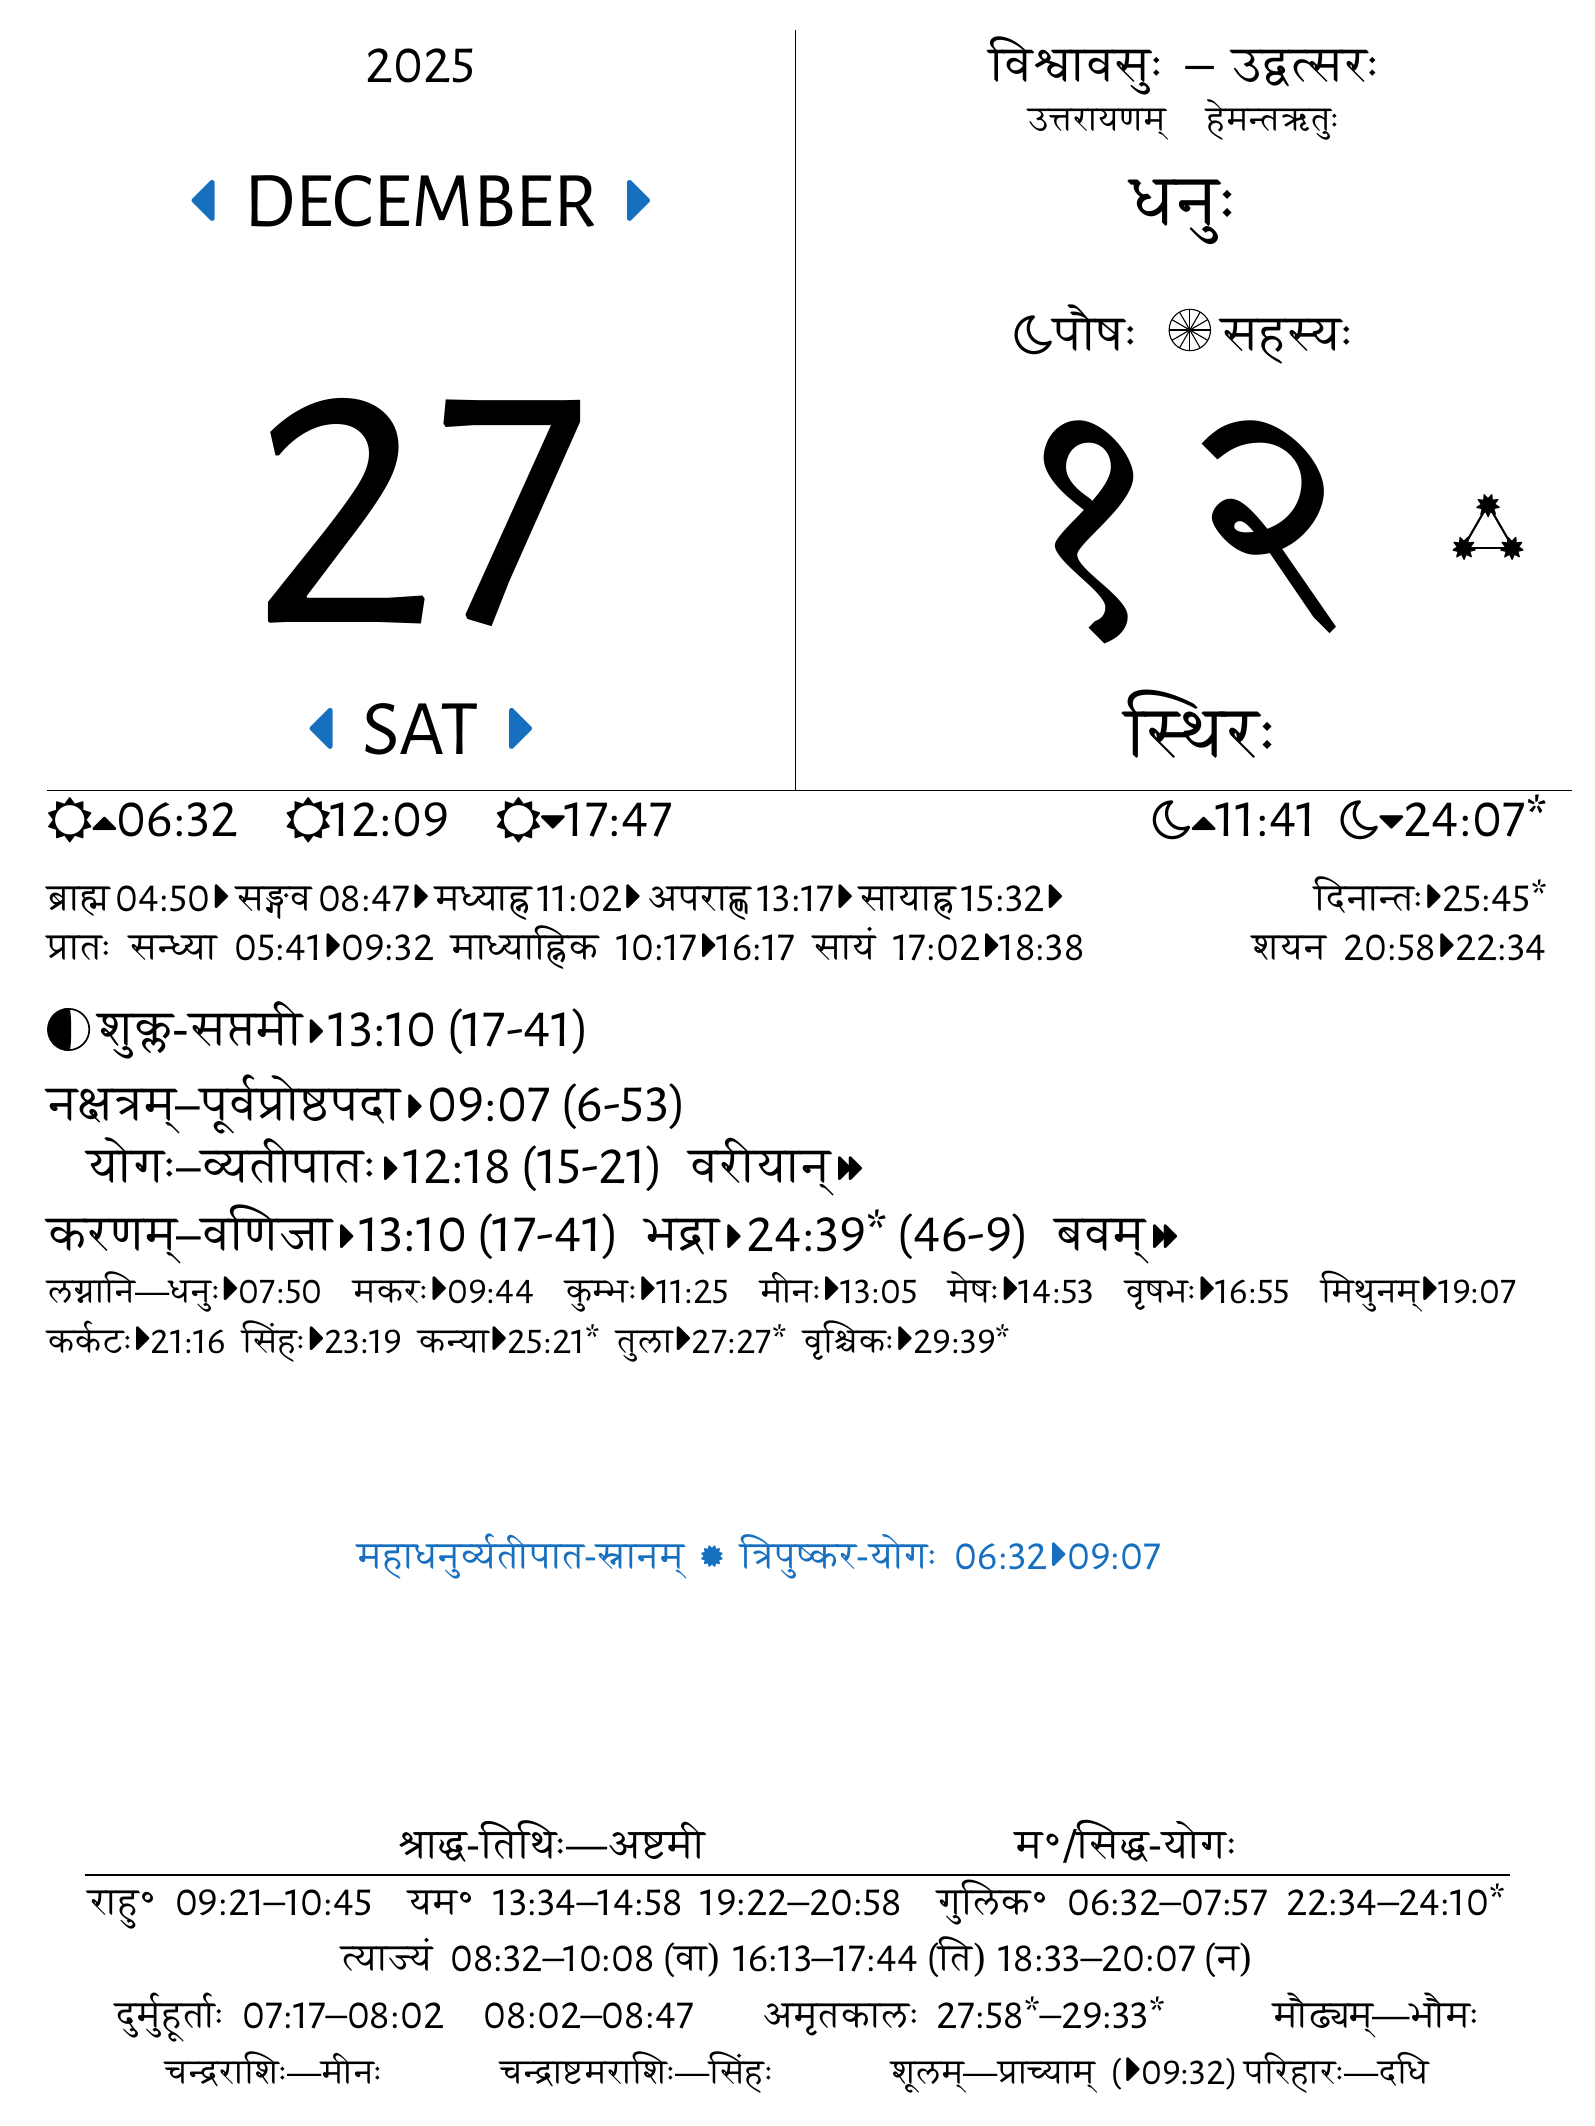 2025
DECEMBER
27
SAT
विश्वावसुः – उद्वत्सरः
उत्तरायणम् हेमन्तऋतुः
धनुः
पौषः सहस्यः
१२
स्थिरः
06:32 12:09 17:47 11:41 24:07*
ब्राह्म 04:50 सङ्गव 08:47 मध्याह्न 11:02 अपराह्ण 13:17 सायाह्न 15:32 दिनान्तः 25:45*
प्रातः सन्ध्या 05:41 09:32 माध्याह्निक 10:17 16:17 सायं 17:02 18:38 शयन 20:58 22:34
शुक्ल-सप्तमी 13:10 (17-41)
नक्षत्रम्–पूर्वप्रोष्ठपदा 09:07 (6-53)
योगः–व्यतीपातः 12:18 (15-21) वरीयान्
करणम्–वणिजा 13:10 (17-41) भद्रा 24:39* (46-9) बवम्
लग्नानि—धनुः 07:50 मकरः 09:44 कुम्भः 11:25 मीनः 13:05 मेषः 14:53 वृषभः 16:55 मिथुनम् 19:07
कर्कटः 21:16 सिंहः 23:19 कन्या 25:21* तुला 27:27* वृश्चिकः 29:39*
महाधनुर्व्यतीपात-स्नानम् त्रिपुष्कर-योगः 06:32 09:07
श्राद्ध-तिथिः—अष्टमी म॰/सिद्ध-योगः
राहु॰ 09:21–10:45 यम॰ 13:34–14:58 19:22–20:58 गुलिक॰ 06:32–07:57 22:34–24:10*
त्याज्यं 08:32–10:08 (वा) 16:13–17:44 (ति) 18:33–20:07 (न)
दुर्मुहूर्ताः 07:17–08:02 08:02–08:47 अमृतकालः 27:58*–29:33* मौढ्यम्—भौमः
चन्द्रराशिः—मीनः चन्द्राष्टमराशिः—सिंहः शूलम्—प्राच्याम् (09:32) परिहारः—दधि